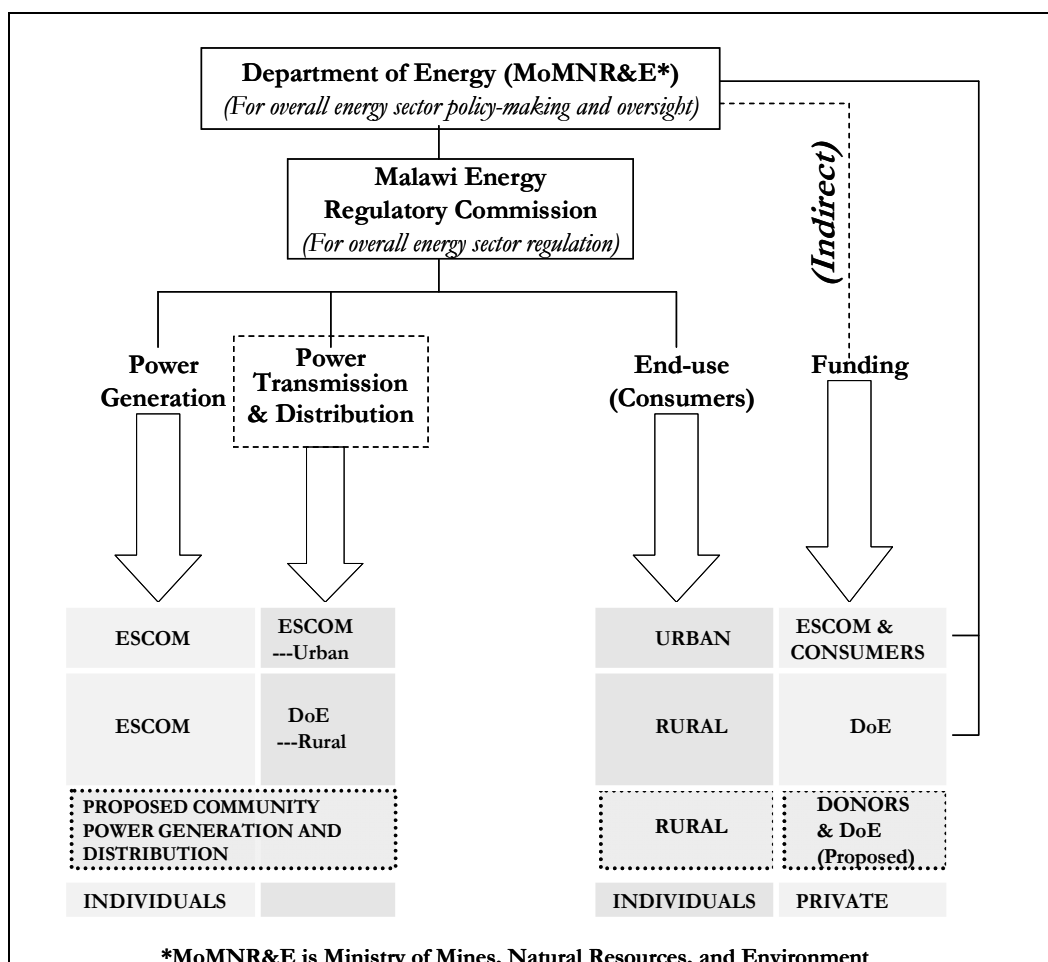 Department of Energy (MoMNR&E*)
(For overall energy sector policy-making and oversight)
Malawi Energy
Regulatory Commission
(For overall energy sector regulation)
(Indirect)
Power
Generation
Power
Transmission
& Distribution
End-use
(Consumers)
Funding
ESCOM
ESCOM
---Urban
URBAN
ESCOM &
CONSUMERS
ESCOM
DoE
---Rural
RURAL
DoE
PROPOSED COMMUNITY
POWER GENERATION AND
DISTRIBUTION
RURAL
DONORS
& DoE
(Proposed)
INDIVIDUALS
INDIVIDUALS
PRIVATE
*MoMNR&E is Ministry of Mines, Natural Resources, and Environment